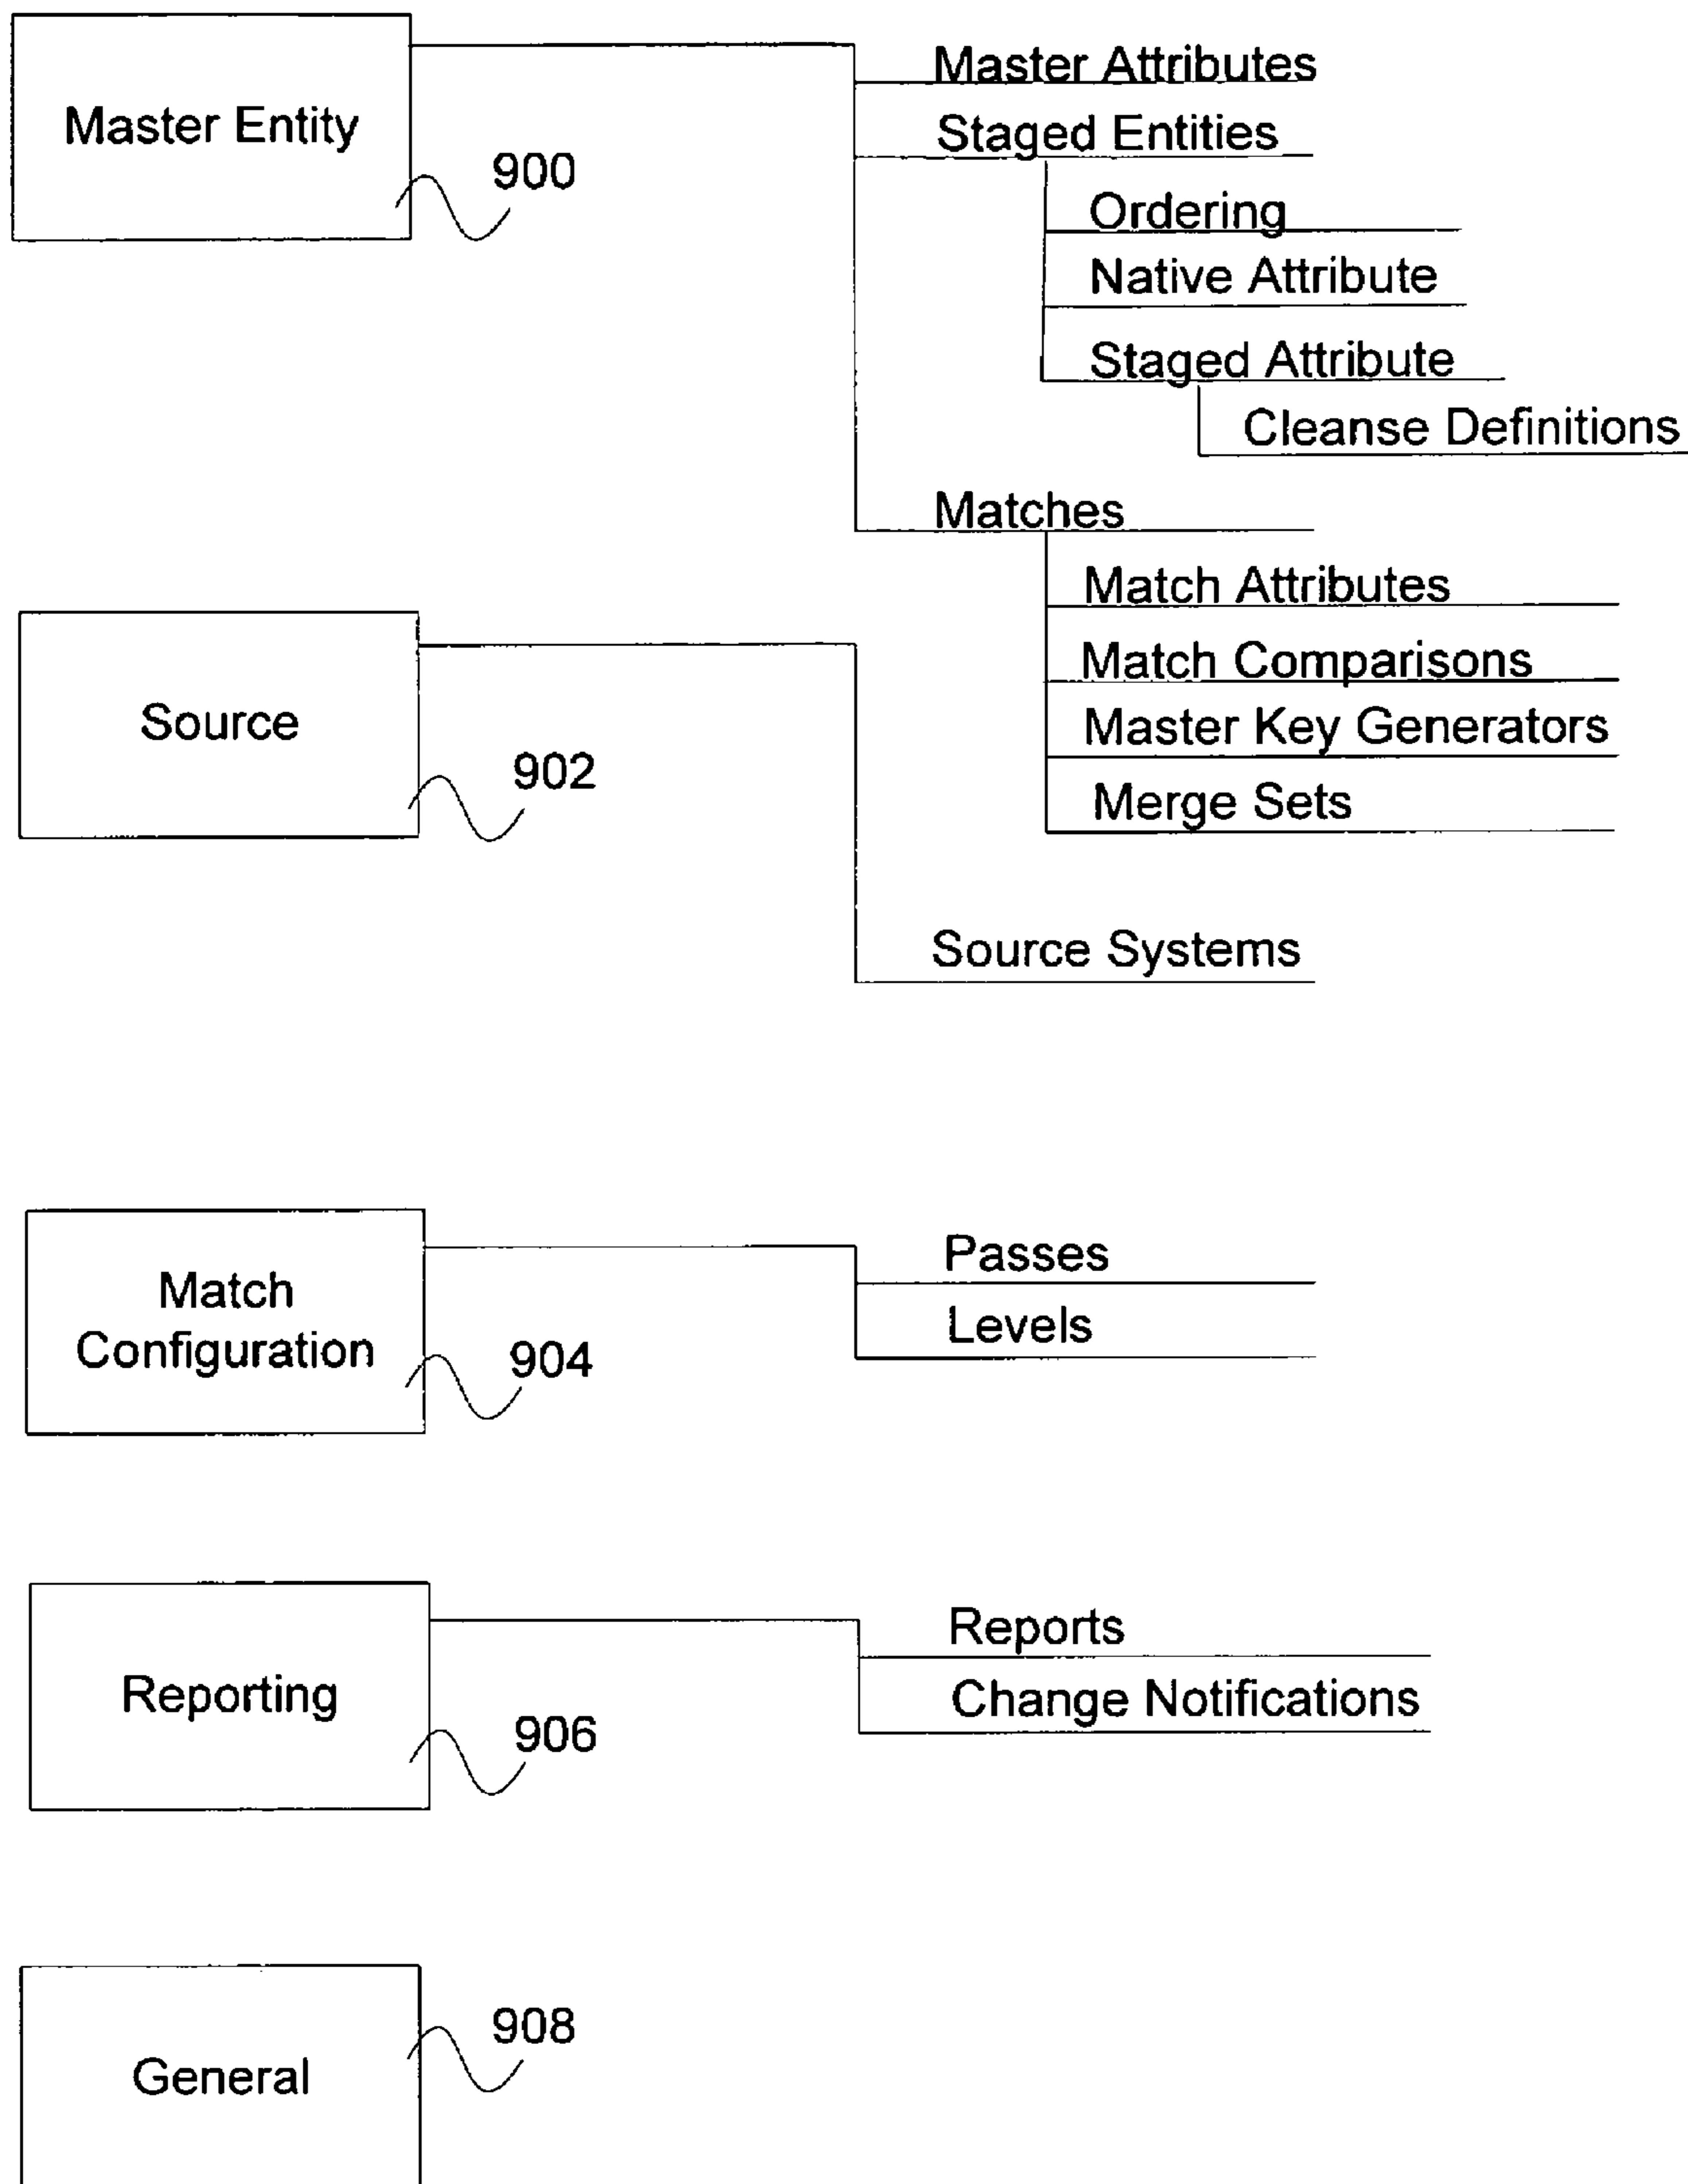 Master Entity
900
Master Attributes
Staged Entities
Ordering
Native Attribute
Staged Attribute
Cleanse Definitions
Matches
Match Attributes
Match Comparisons
Master Key Generators
Merge Sets
Source
902
Source Systems
Match
Configuration
904
Passes
Levels
Reporting
906
Reports
Change Notifications
General
908